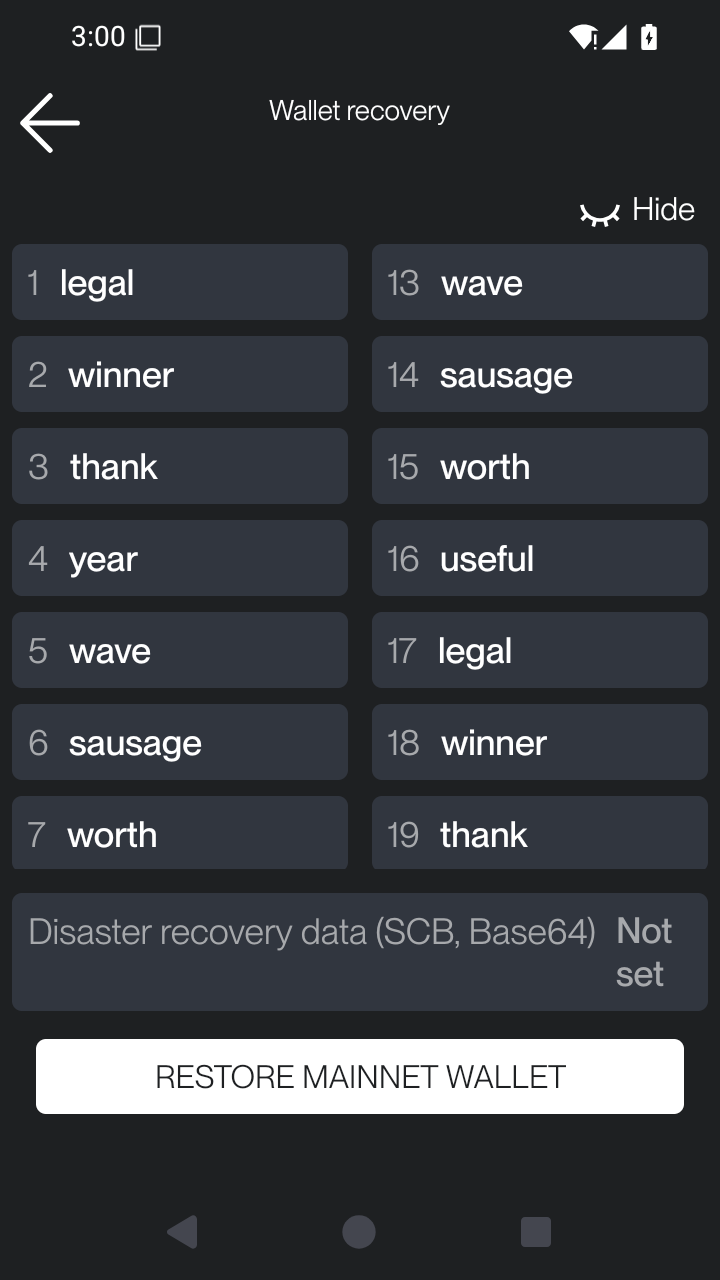 3:00
Wallet recovery
Hide
1 legal
2 winner
3 thank
4 year
5 wave
6 sausage
7 worth
13 wave
14 sausage
15 worth
16 useful
17 legal
18 winner
19 thank
Disaster recovery data (SCB, Base64) Not
set
RESTORE MAINNET WALLET